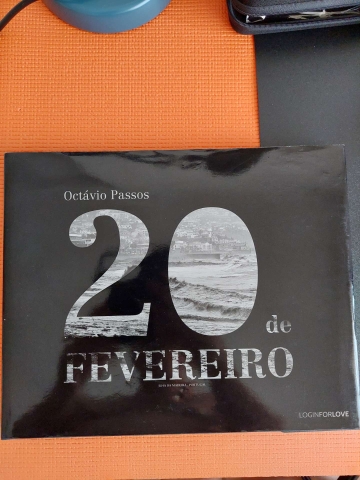 Octávio Passos
20
de
FEVEREIRO
LOGINFORLOVE